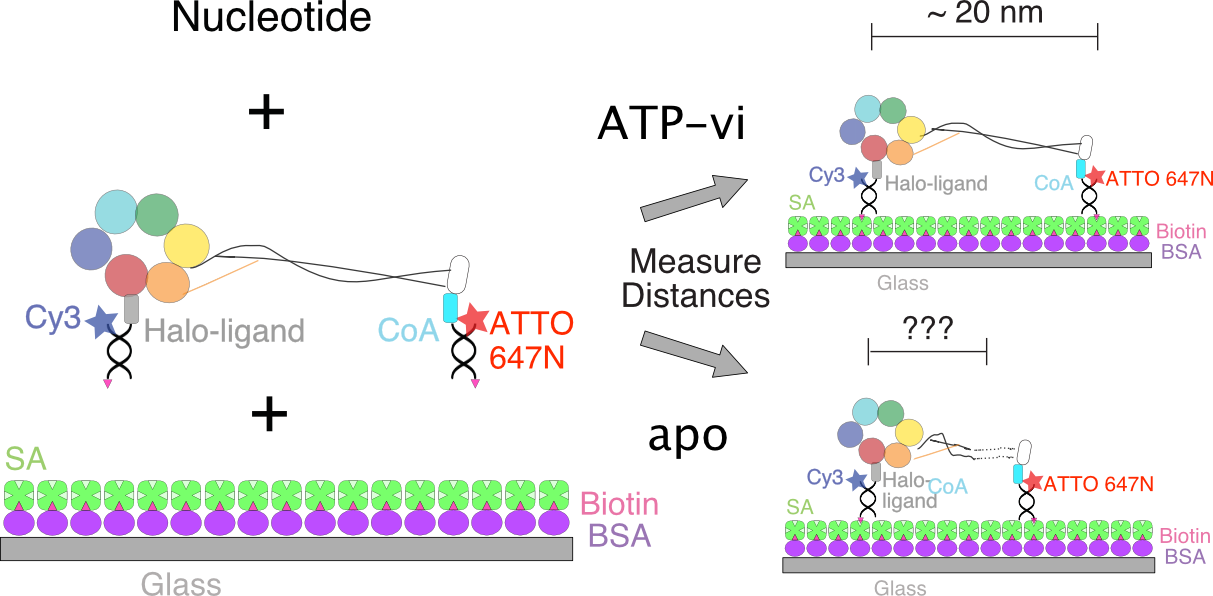 Nucleotide
+
Cy3
Halo-ligand
CoA
ATTO
647N
+
SA
Biotin
BSA
Glass
ATP-vi
Measure
Distances
apo
~ 20 nm
Cy3
Halo-ligand
CoA
ATTO 647N
SA
Biotin
BSA
Glass
???
Cy3
Halo-
ligand
CoA
ATTO 647N
SA
Biotin
BSA
Glass